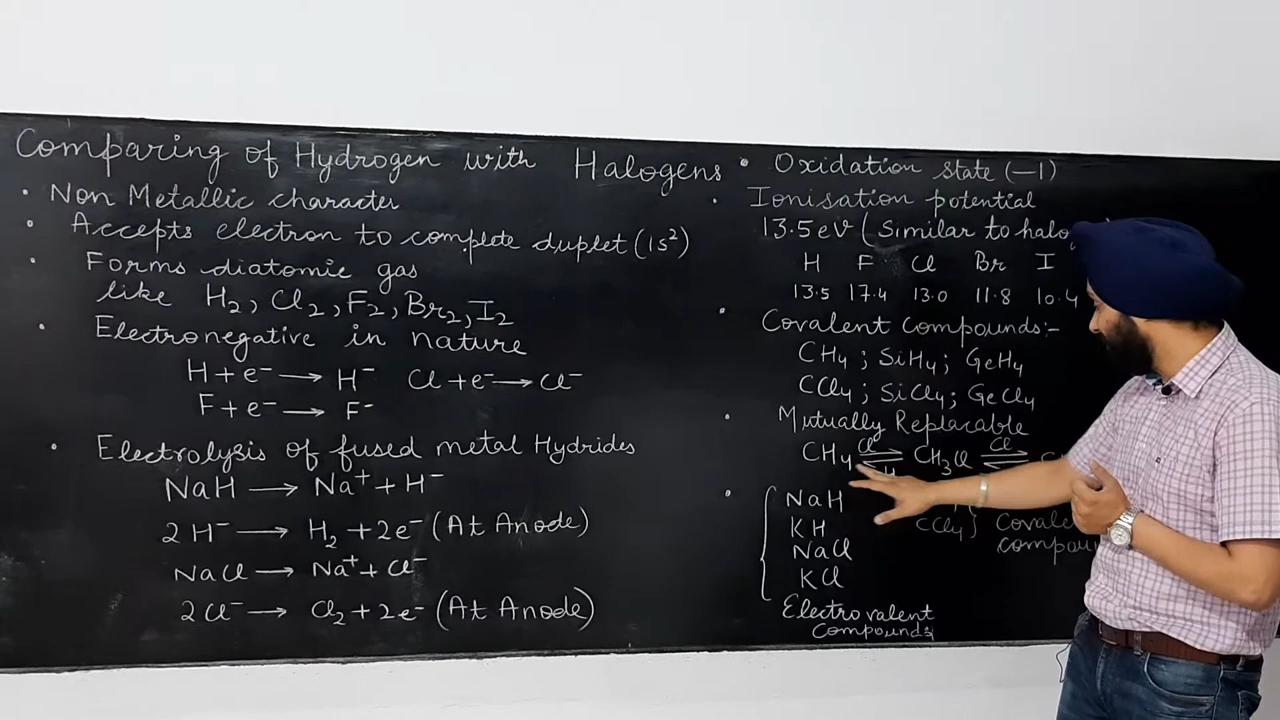 Comparing of Hydrogen with Halogens
• Non Metallic character
• Accepts electron to complete duplet (1s²)
• Forms diatomic gas
like H₂, Cl₂, F₂, Br₂, I₂
• Electronegative in nature
H + e⁻ ⟶ H⁻ Cl + e⁻ ⟶ Cl⁻
F + e⁻ ⟶ F⁻
• Electrolysis of fused metal Hydrides
NaH ⟶ Na⁺ + H⁻
2H⁻ ⟶ H₂ + 2e⁻ (At Anode)
NaCl ⟶ Na⁺ + Cl⁻
2Cl⁻ ⟶ Cl₂ + 2e⁻ (At Anode)
• Oxidation state (−1)
• Ionisation potential
13.5 eV (Similar to
H F Cl Br I
13.5 17.4 13.0 11.8 10.4
• Covalent Compounds:-
CH₄ ; SiH₄ ; GeH₄
CCl₄ ; SiCl₄ ; GeCl₄
• Mutually Replacable
CH₄ ⇌ Cl H CH₃Cl ⇌ Cl
• { NaH
KH CCl₄ }
NaCl
KCl
Electrovalent
Compounds